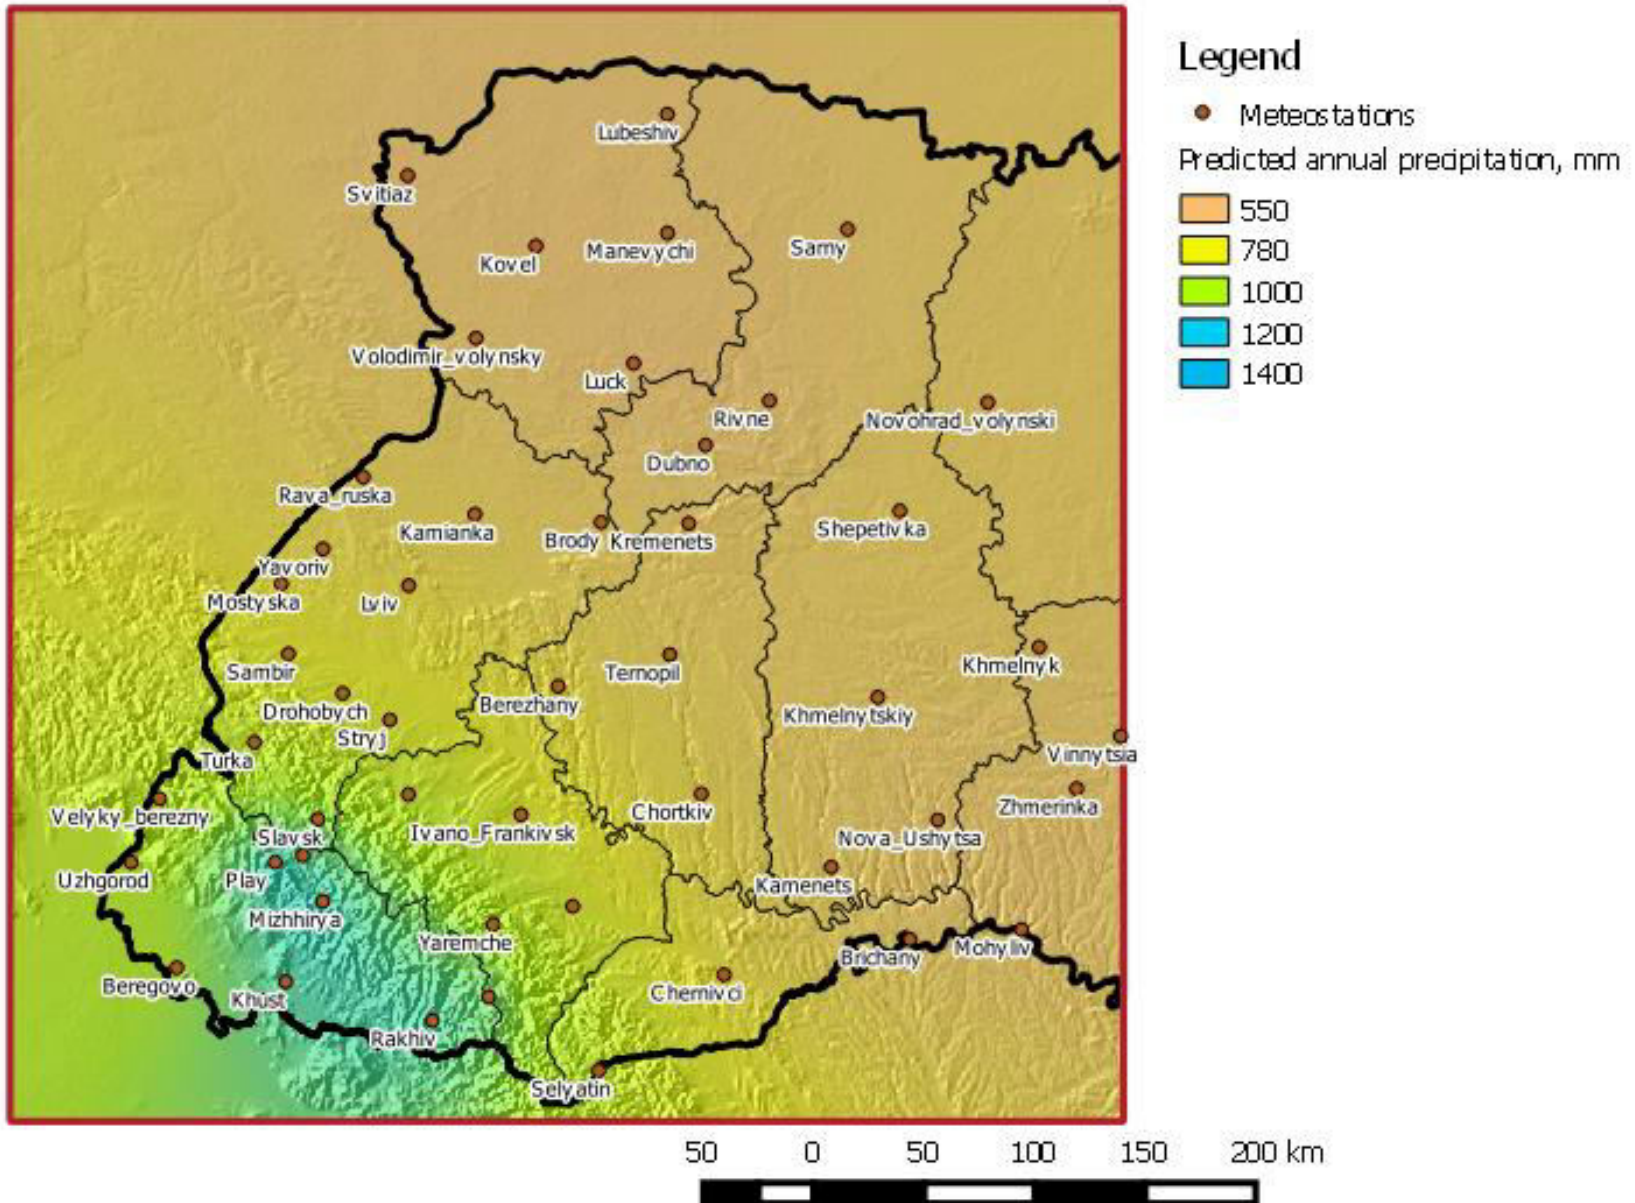 Legend
Meteostations
Predicted annual precipitation, mm
550
780
1000
1200
1400
Lubeshiv
Svitiaz
Kovel
Manevychi
Sarny
Volodimir_volynsky
Luck
Rivne
Novohrad_volynski
Dubno
Rava_ruska
Kamianka
Brody
Kremenets
Shepetivka
Yavoriv
Mostyska
Lviv
Sambir
Ternopil
Khmelnyk
Drohobych
Berezhany
Khmelnytskiy
Stryj
Turka
Vinnytsia
Velyky_berezny
Slavsk
Ivano_Frankivsk
Chortkiv
Zhmerinka
Nova_Ushytsa
Uzhgorod
Play
Kamenets
Mizhhirya
Yaremche
Brichany
Mohyliv
Beregovo
Khust
Chernivci
Rakhiv
Selyatin
50 0 50 100 150 200 km